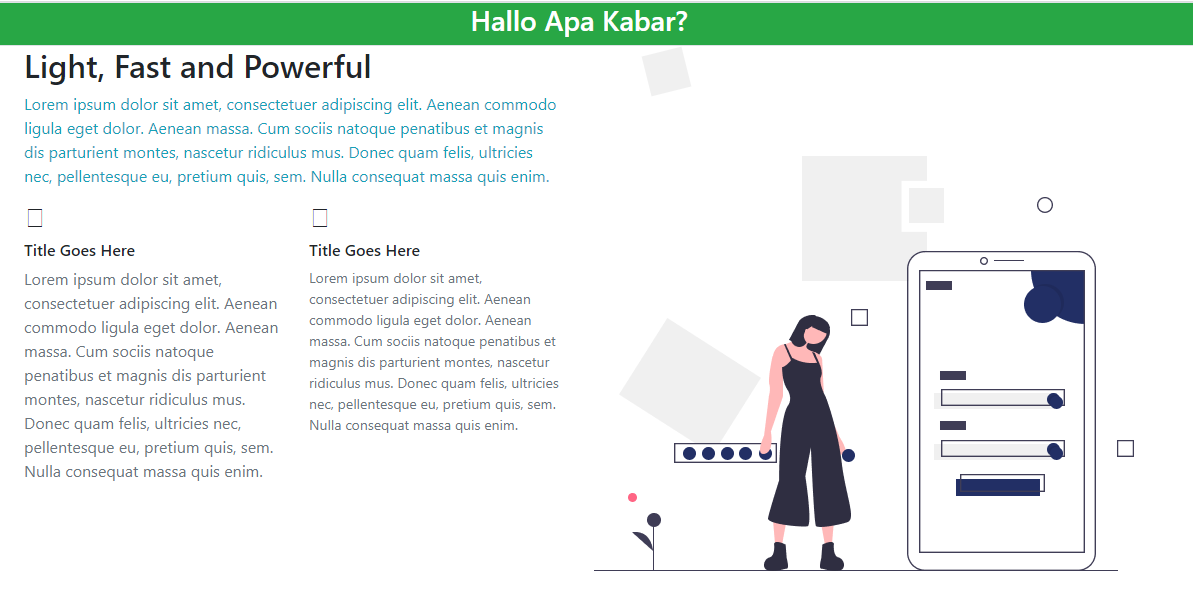 Hallo Apa Kabar?
Light, Fast and Powerful
Lorem ipsum dolor sit amet, consectetuer adipiscing elit. Aenean commodo
ligula eget dolor. Aenean massa. Cum sociis natoque penatibus et magnis
dis parturient montes, nascetur ridiculus mus. Donec quam felis, ultricies
nec, pellentesque eu, pretium quis, sem. Nulla consequat massa quis enim.
Title Goes Here
Lorem ipsum dolor sit amet,
consectetuer adipiscing elit. Aenean
commodo ligula eget dolor. Aenean
massa. Cum sociis natoque
penatibus et magnis dis parturient
montes, nascetur ridiculus mus.
Donec quam felis, ultricies nec,
pellentesque eu, pretium quis, sem.
Nulla consequat massa quis enim.
Title Goes Here
Lorem ipsum dolor sit amet,
consectetuer adipiscing elit. Aenean
commodo ligula eget dolor. Aenean
massa. Cum sociis natoque penatibus et
magnis dis parturient montes, nascetur
ridiculus mus. Donec quam felis, ultricies
nec, pellentesque eu, pretium quis, sem.
Nulla consequat massa quis enim.